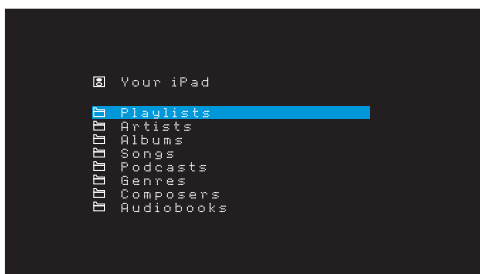 Your iPad
Playlists
Artists
Albums
Songs
Podcasts
Genres
Composers
Audiobooks